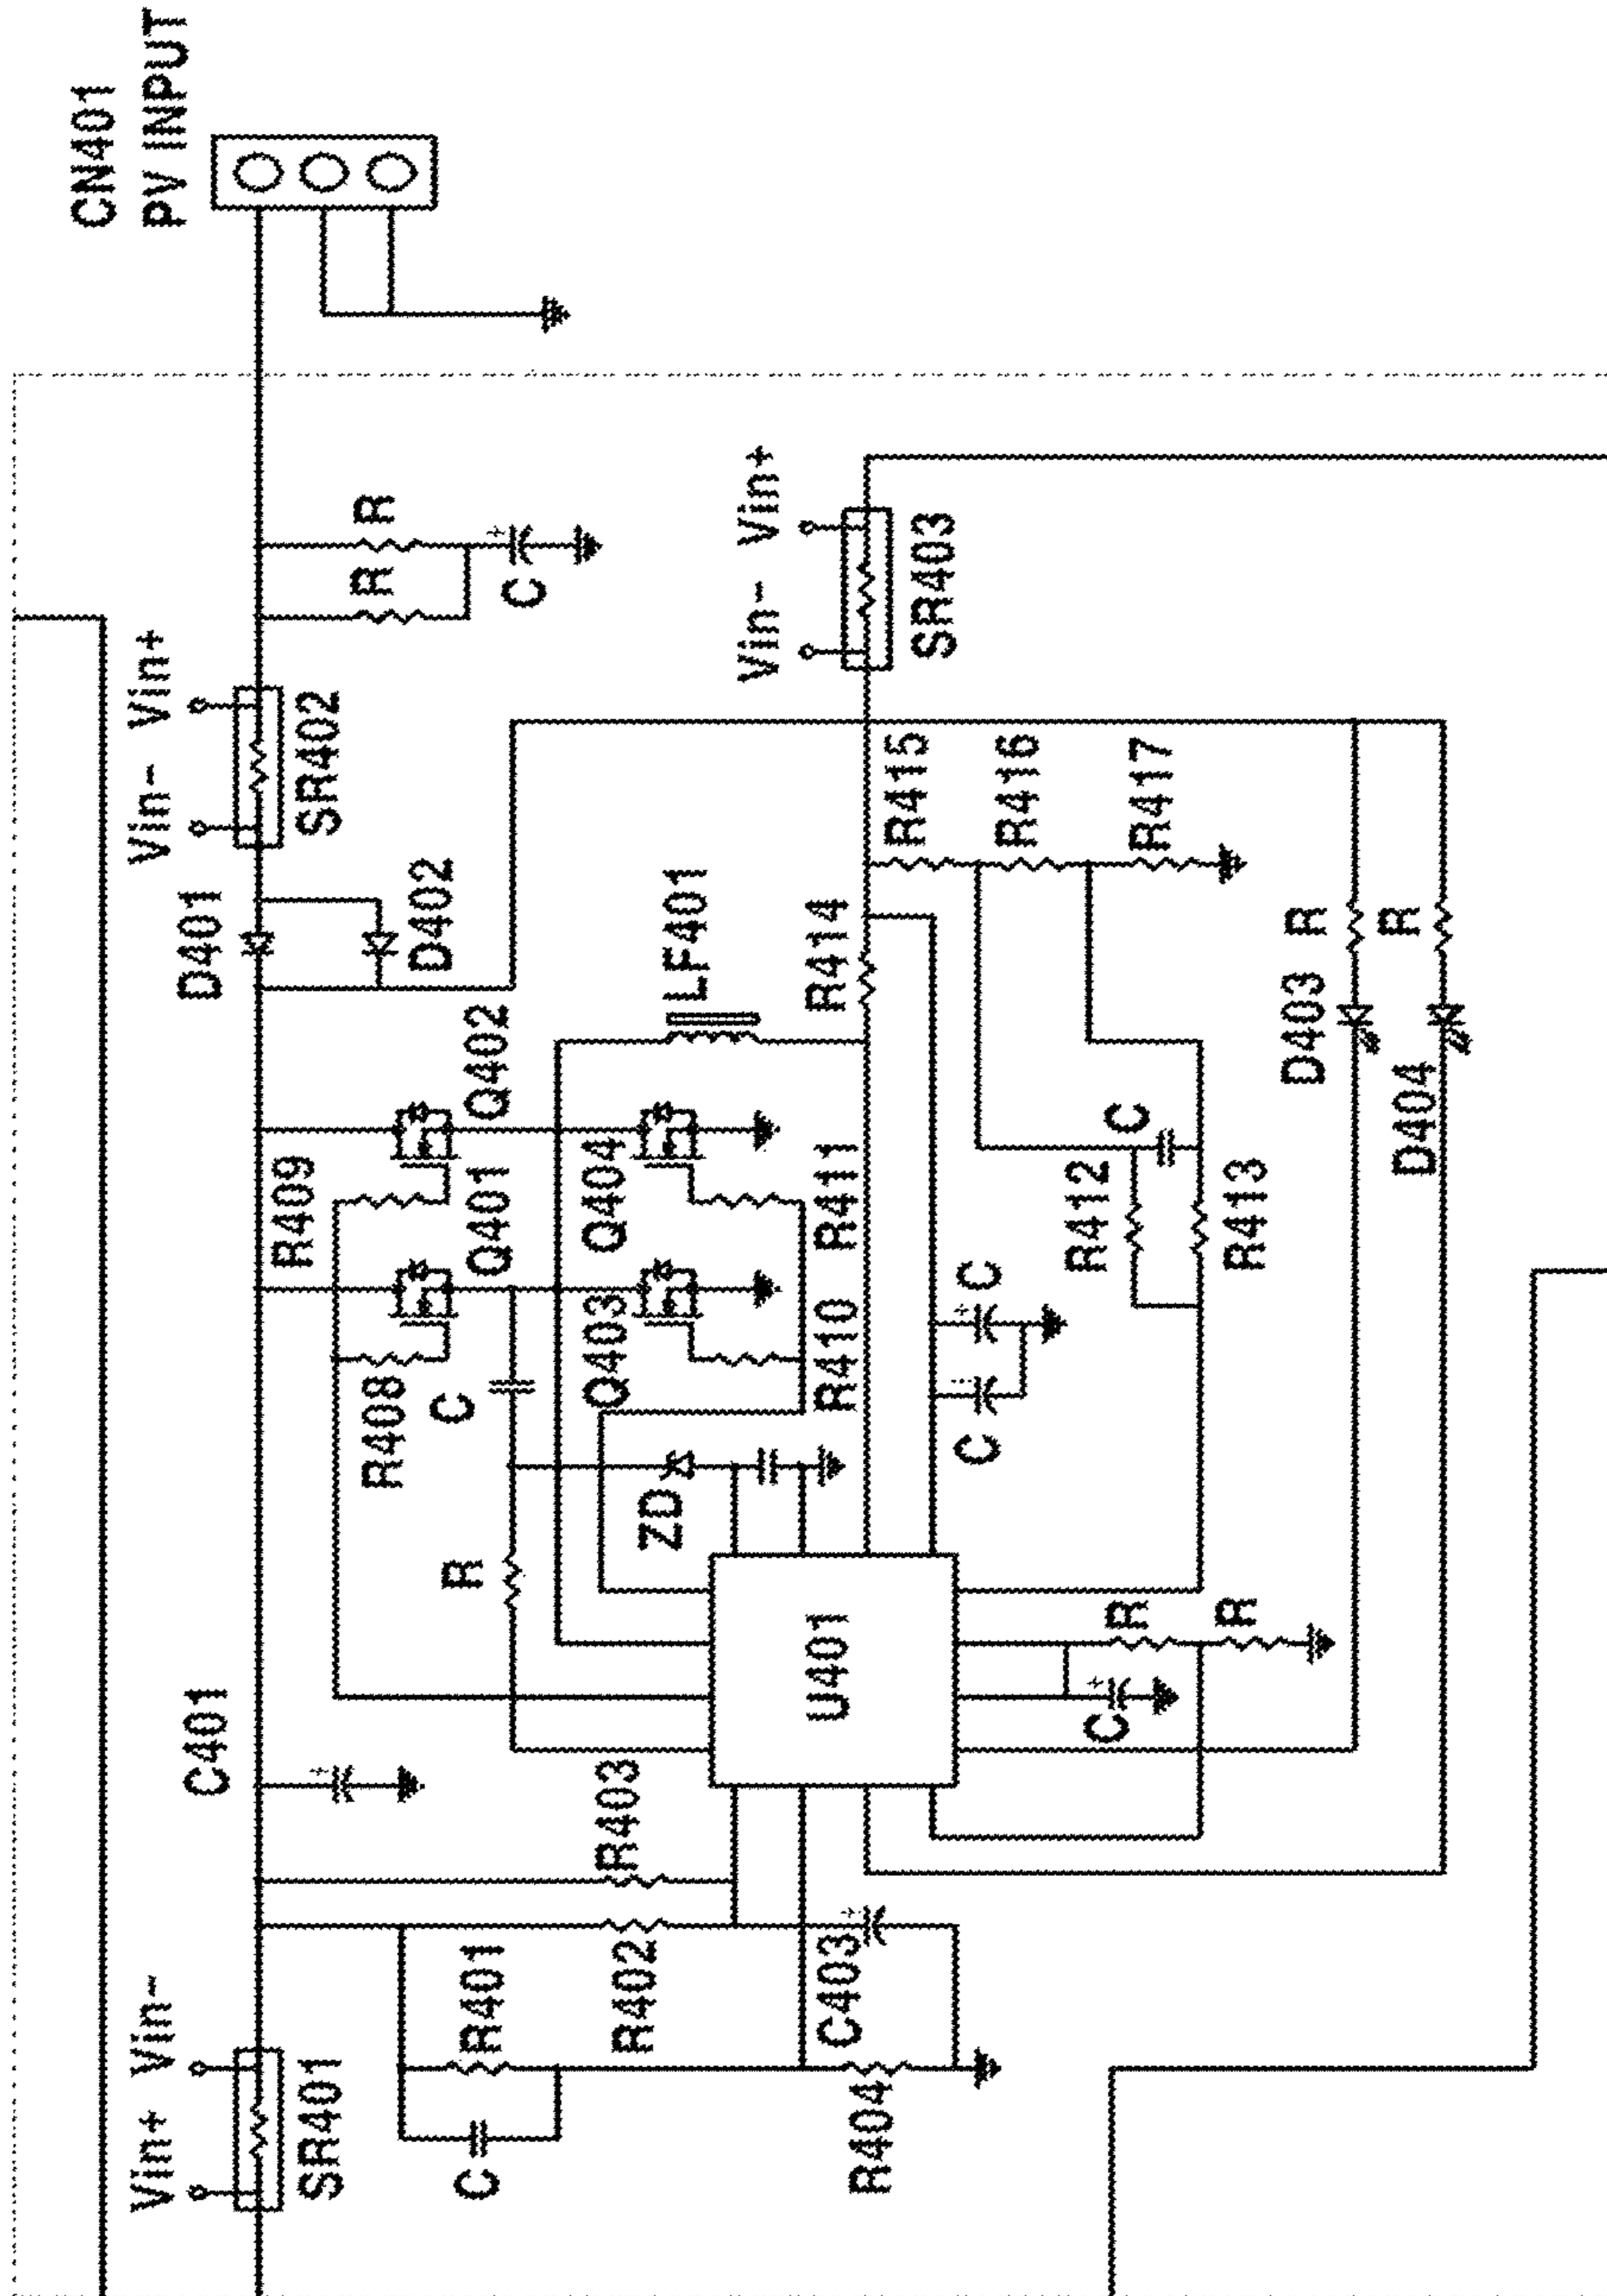 CN401
PV INPUT
R
R
C
Vin+
Vin-
SR403
Vin+
Vin-
SR402
D401
D402
R415
R416
R417
LF401
R414
R
R
D403
D404
Q402
R409
Q401
Q404
R411
C
R412
R413
R408
C
Q403
R410
C
C
ZD
R
U401
R
R
C
C401
R403
R401
R402
C403
Vin-
Vin+
SR401
C
R404